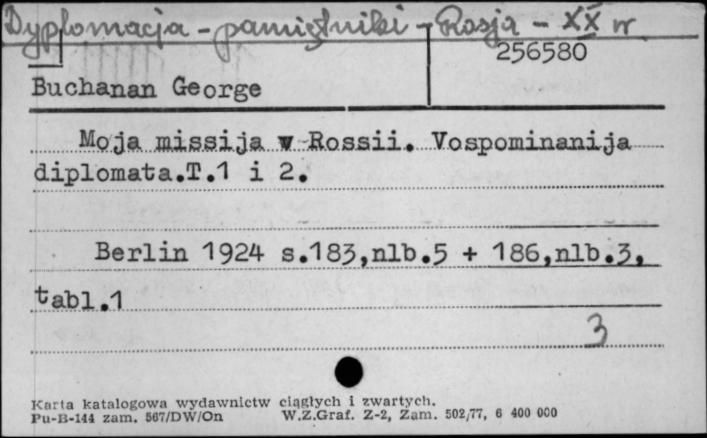 Dyplomacja - pamiętniki - Rosja - XX w.
256580
Buchanan George
Moja missija w Rossii. Vospominanija
diplomata.T.1 i 2.
Berlin 1924 s.183,nlb.5 + 186,nlb.3,
tabl.1
3
Karta katalogowa wydawnictw ciągłych i zwartych.
Pu-B-144 zam. 567/DW/On W.Z.Graf. Z-2, Zam. 502/77, 6 400 000